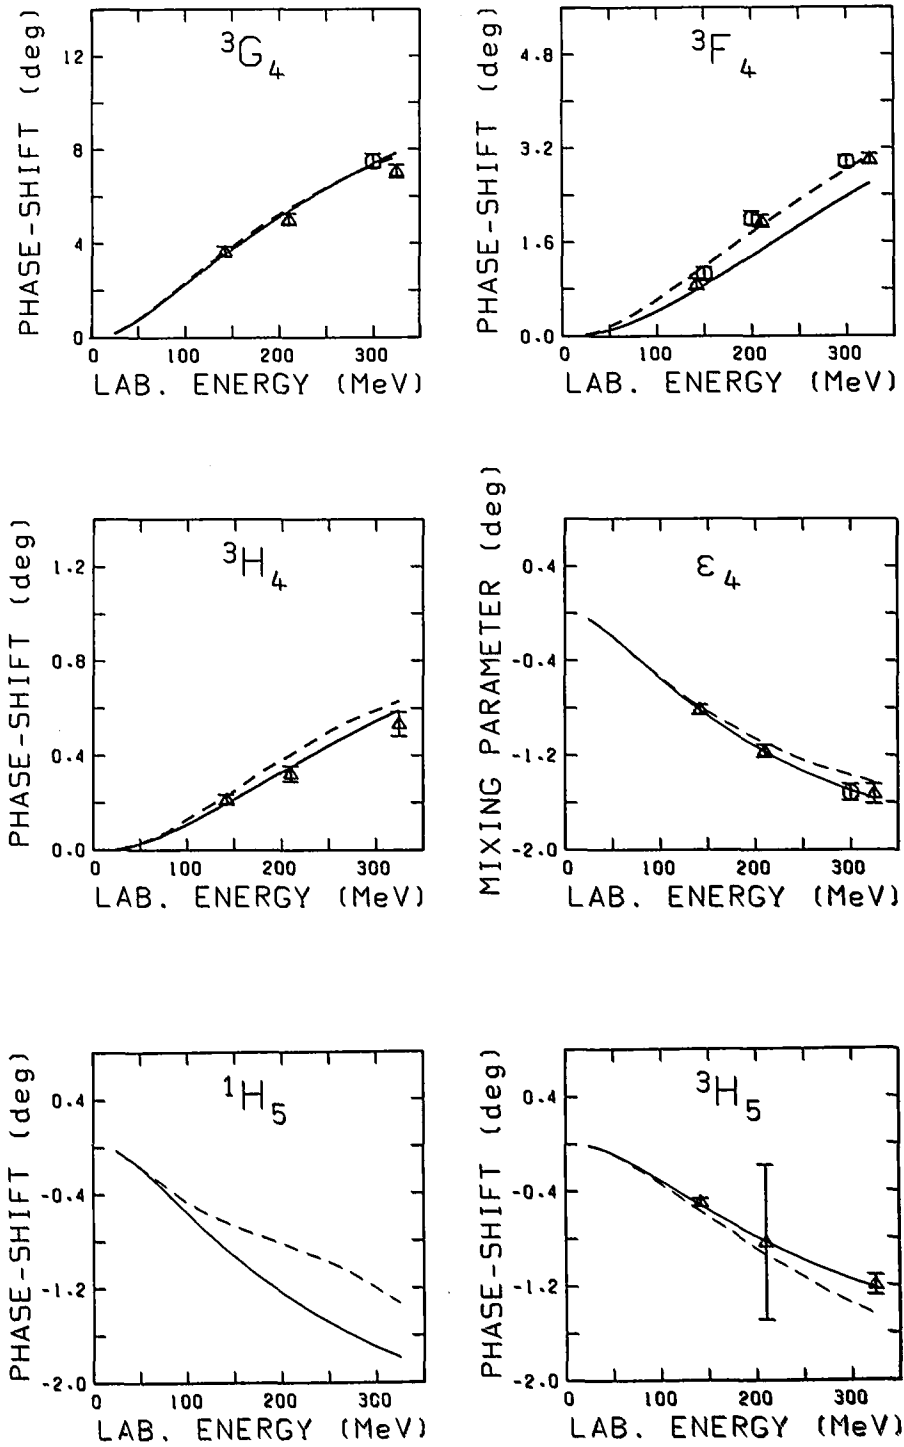 PHASE-SHIFT (deg)
³G₄
12
8
4
0
0 100 200 300
LAB. ENERGY (MeV)
PHASE-SHIFT (deg)
³F₄
4.8
3.2
1.6
0.0
0 100 200 300
LAB. ENERGY (MeV)
PHASE-SHIFT (deg)
³H₄
1.2
0.8
0.4
0.0
0 100 200 300
LAB. ENERGY (MeV)
MIXING PARAMETER (deg)
ε₄
0.4
-0.4
-1.2
-2.0
0 100 200 300
LAB. ENERGY (MeV)
PHASE-SHIFT (deg)
¹H₅
0.4
-0.4
-1.2
-2.0
0 100 200 300
LAB. ENERGY (MeV)
PHASE-SHIFT (deg)
³H₅
0.4
-0.4
-1.2
-2.0
0 100 200 300
LAB. ENERGY (MeV)